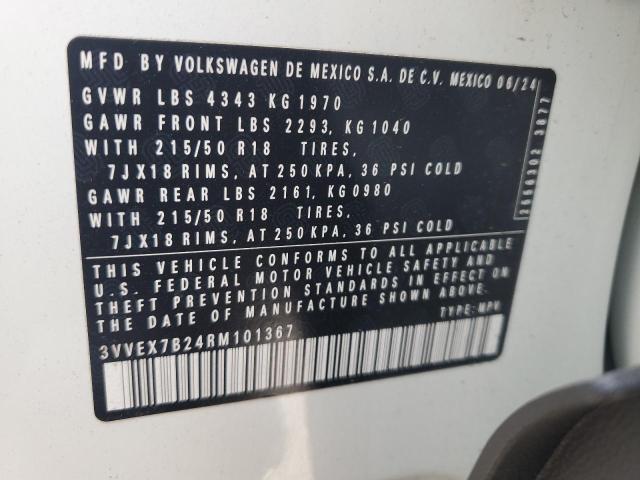 MFD BY VOLKSWAGEN DE MEXICO S.A. DE C.V. MEXICO 06/24
GVWR LBS 4343 KG 1970
GAWR FRONT LBS 2293, KG 1040
WITH 215/50 R18 TIRES,
7JX18 RIMS, AT 250 KPA, 36 PSI COLD
GAWR REAR LBS 2161, KG 0980
WITH 215/50 R18 TIRES,
7JX18 RIMS, AT 250 KPA, 36 PSI COLD
THIS VEHICLE CONFORMS TO ALL APPLICABLE
U.S. FEDERAL MOTOR VEHICLE SAFETY AND
THEFT PREVENTION STANDARDS IN EFFECT ON
THE DATE OF MANUFACTURE SHOWN ABOVE.
TYPE: MPV
3VVEX7B24RM101367